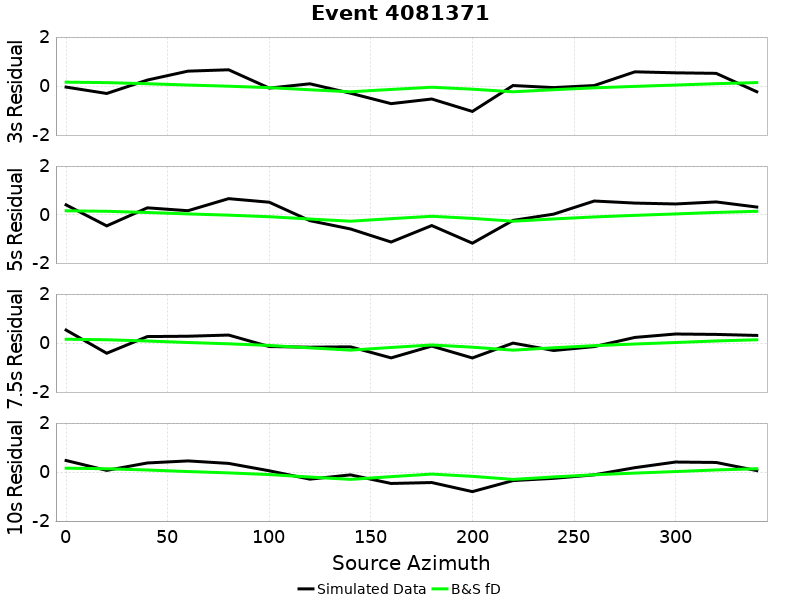 Event 4081371
3s Residual
2
0
-2
5s Residual
2
0
-2
7.5s Residual
2
0
-2
10s Residual
2
0
-2
0 50 100 150 200 250 300
Source Azimuth
Simulated Data B&S fD